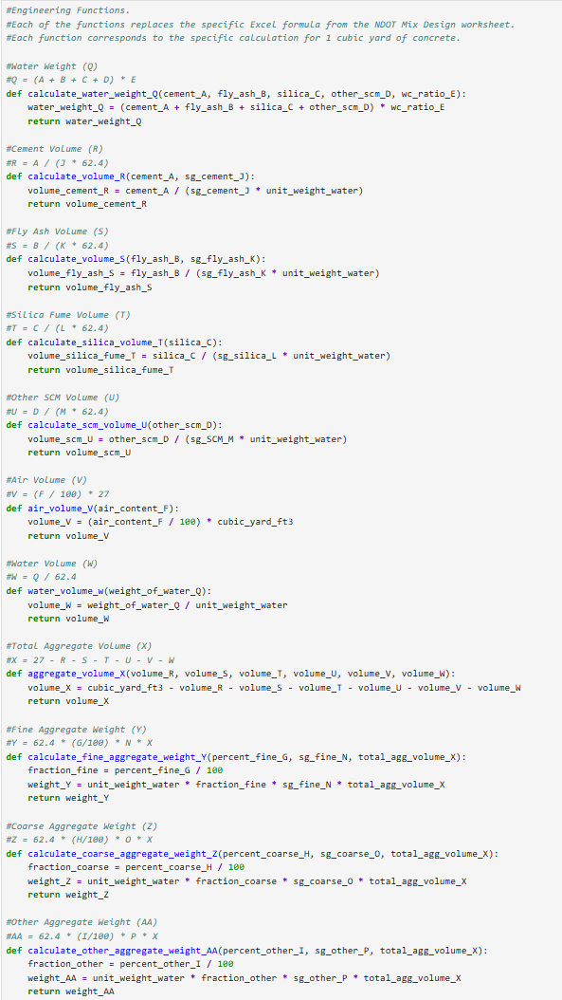 #Engineering Functions.
#Each of the functions replaces the specific Excel formula from the NDOT Mix Design worksheet.
#Each function corresponds to the specific calculation for 1 cubic yard of concrete.

#Water Weight (Q)
#Q = (A + B + C + D) * E
def calculate_water_weight_Q(cement_A, fly_ash_B, silica_C, other_scm_D, wc_ratio_E):
    water_weight_Q = (cement_A + fly_ash_B + silica_C + other_scm_D) * wc_ratio_E
    return water_weight_Q

#Cement Volume (R)
#R = A / (J * 62.4)
def calculate_volume_R(cement_A, sg_cement_J):
    volume_cement_R = cement_A / (sg_cement_J * unit_weight_water)
    return volume_cement_R

#Fly Ash Volume (S)
#S = B / (K * 62.4)
def calculate_volume_S(fly_ash_B, sg_fly_ash_K):
    volume_fly_ash_S = fly_ash_B / (sg_fly_ash_K * unit_weight_water)
    return volume_fly_ash_S

#Silica Fume Volume (T)
#T = C / (L * 62.4)
def calculate_silica_volume_T(silica_C):
    volume_silica_fume_T = silica_C / (sg_silica_L * unit_weight_water)
    return volume_silica_fume_T

#Other SCM Volume (U)
#U = D / (M * 62.4)
def calculate_scm_volume_U(other_scm_D):
    volume_scm_U = other_scm_D / (sg_SCM_M * unit_weight_water)
    return volume_scm_U

#Air Volume (V)
#V = (F / 100) * 27
def air_volume_V(air_content_F):
    volume_V = (air_content_F / 100) * cubic_yard_ft3
    return volume_V

#Water Volume (W)
#W = Q / 62.4
def water_volume_w(weight_of_water_Q):
    volume_W = weight_of_water_Q / unit_weight_water
    return volume_W

#Total Aggregate Volume (X)
#X = 27 - R - S - T - U - V - W
def aggregate_volume_X(volume_R, volume_S, volume_T, volume_U, volume_V, volume_W):
    volume_X = cubic_yard_ft3 - volume_R - volume_S - volume_T - volume_U - volume_V - volume_W
    return volume_X

#Fine Aggregate Weight (Y)
#Y = 62.4 * (G/100) * N * X
def calculate_fine_aggregate_weight_Y(percent_fine_G, sg_fine_N, total_agg_volume_X):
    fraction_fine = percent_fine_G / 100
    weight_Y = unit_weight_water * fraction_fine * sg_fine_N * total_agg_volume_X
    return weight_Y

#Coarse Aggregate Weight (Z)
#Z = 62.4 * (H/100) * O * X
def calculate_coarse_aggregate_weight_Z(percent_coarse_H, sg_coarse_O, total_agg_volume_X):
    fraction_coarse = percent_coarse_H / 100
    weight_Z = unit_weight_water * fraction_coarse * sg_coarse_O * total_agg_volume_X
    return weight_Z

#Other Aggregate Weight (AA)
#AA = 62.4 * (I/100) * P * X
def calculate_other_aggregate_weight_AA(percent_other_I, sg_other_P, total_agg_volume_X):
    fraction_other = percent_other_I / 100
    weight_AA = unit_weight_water * fraction_other * sg_other_P * total_agg_volume_X
    return weight_AA